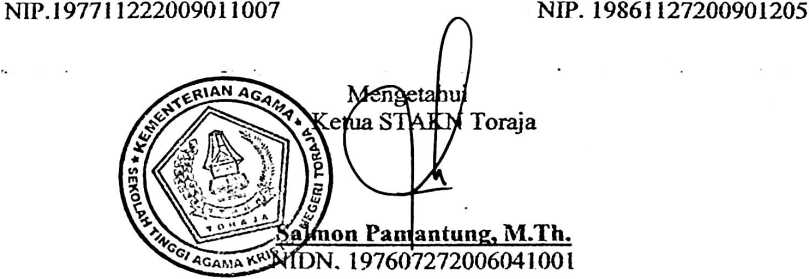 NIP.197711222009011007 NIP. 19861127200901205
Mengetahui
Ketua STAKN Toraja
KEMENTERIAN AGAMA
SEKOLAH TINGGI AGAMA KRISTEN NEGERI TORAJA
TORAJA
Salmon Pamantung, M.Th.
NIDN. 197607272006041001